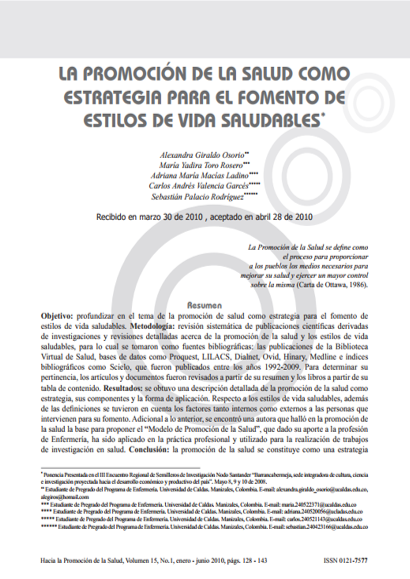 LA PROMOCIÓN DE LA SALUD COMO
ESTRATEGIA PARA EL FOMENTO DE
ESTILOS DE VIDA SALUDABLES*
Alexandra Giraldo Osorio**
María Yadira Toro Rosero***
Adriana María Macías Ladino****
Carlos Andrés Valencia Garcés*****
Sebastián Palacio Rodríguez******
Recibido en marzo 30 de 2010 , aceptado en abril 28 de 2010
La Promoción de la Salud se define como
el proceso para proporcionar
a los pueblos los medios necesarios para
mejorar su salud y ejercer un mayor control
sobre la misma (Carta de Ottawa, 1986).
Resumen
Objetivo: profundizar en el tema de la promoción de salud como estrategia para el fomento de
estilos de vida saludables. Metodología: revisión sistemática de publicaciones científicas derivadas
de investigaciones y revisiones detalladas acerca de la promoción de la salud y los estilos de vida
saludables, para lo cual se tomaron como fuentes bibliográficas; las publicaciones de la Biblioteca
Virtual de Salud, bases de datos como Proquest, LILACS, Dialnet, Ovid, Hinary, Medline e índices
bibliográficos como Scielo, que fueron publicados entre los años 1992-2009. Para determinar su
pertinencia, los artículos y documentos fueron revisados a partir de su resumen y los libros a partir de su
tabla de contenido. Resultados: se obtuvo una descripción detallada de la promoción de la salud como
estrategia, sus componentes y la forma de aplicación. Respecto a los estilos de vida saludables, además
de las definiciones se tuvieron en cuenta los factores tanto internos como externos a las personas que
intervienen para su fomento. Adicional a lo anterior, se encontró una autora que halló en la promoción de
la salud la base para proponer el "Modelo de Promoción de la Salud", que dado su aporte a la profesión
de Enfermería, ha sido aplicado en la práctica profesional y utilizado para la realización de trabajos
de investigación en salud. Conclusión: la promoción de la salud se constituye como una estrategia
* Ponencia Presentada en el III Encuentro Regional de Semilleros de Investigación Nodo Santander "Barrancabermeja, sede integradora de cultura, ciencia
e investigación proyectada hacia el desarrollo económico y productivo del país". Mayo 8, 9 y 10 de 2008.
** Estudiante de Pregrado del Programa de Enfermería. Universidad de Caldas. Manizales, Colombia. E-mail: alexandra.giraldo_osorio@ucaldas.edu.co,
alegiros@hotmail.com
*** Estudiante de Pregrado del Programa de Enfermería. Universidad de Caldas. Manizales, Colombia. E-mail: maria.240522371@ucaldas.edu.co
**** Estudiante de Pregrado del Programa de Enfermería. Universidad de Caldas. Manizales, Colombia. E-mail: adriana.240520056@ucaldas.edu.co
***** Estudiante de Pregrado del Programa de Enfermería. Universidad de Caldas. Manizales, Colombia. E-mail: carlos.240521143@ucaldas.edu.co
****** Estudiante de Pregrado del Programa de Enfermería. Universidad de Caldas. Manizales, Colombia. E-mail: sebastian.240423166@ucaldas.edu.co
Hacia la Promoción de la Salud, Volumen 15, No.1, enero - junio 2010, págs. 128 - 143
ISSN 0121-7577